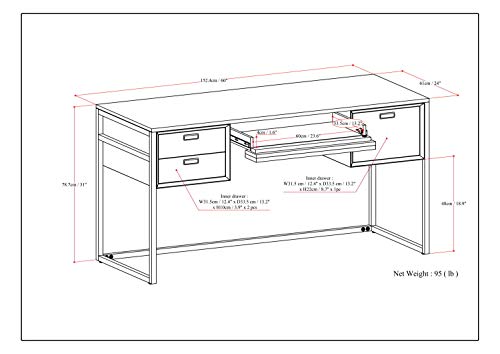 152.4cm / 60"
61cm / 24"
33.5cm / 13.2"
4cm / 1.6"
60cm / 23.6"
78.7cm / 31"
Inner drawer :
W31.5cm / 12.4" x D33.5 cm / 13.2"
x H10cm / 3.9" x 2 pcs
Inner drawer :
W31.5 cm / 12.4" x D33.5 cm / 13.2"
x H22cm / 8.7" x 1pc
48cm / 18.9"
Net Weight : 95 ( lb )